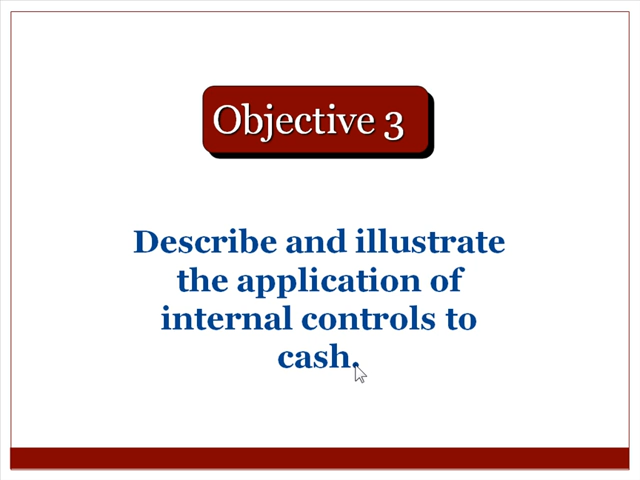 Objective 3
Describe and illustrate
the application of
internal controls to
cash.